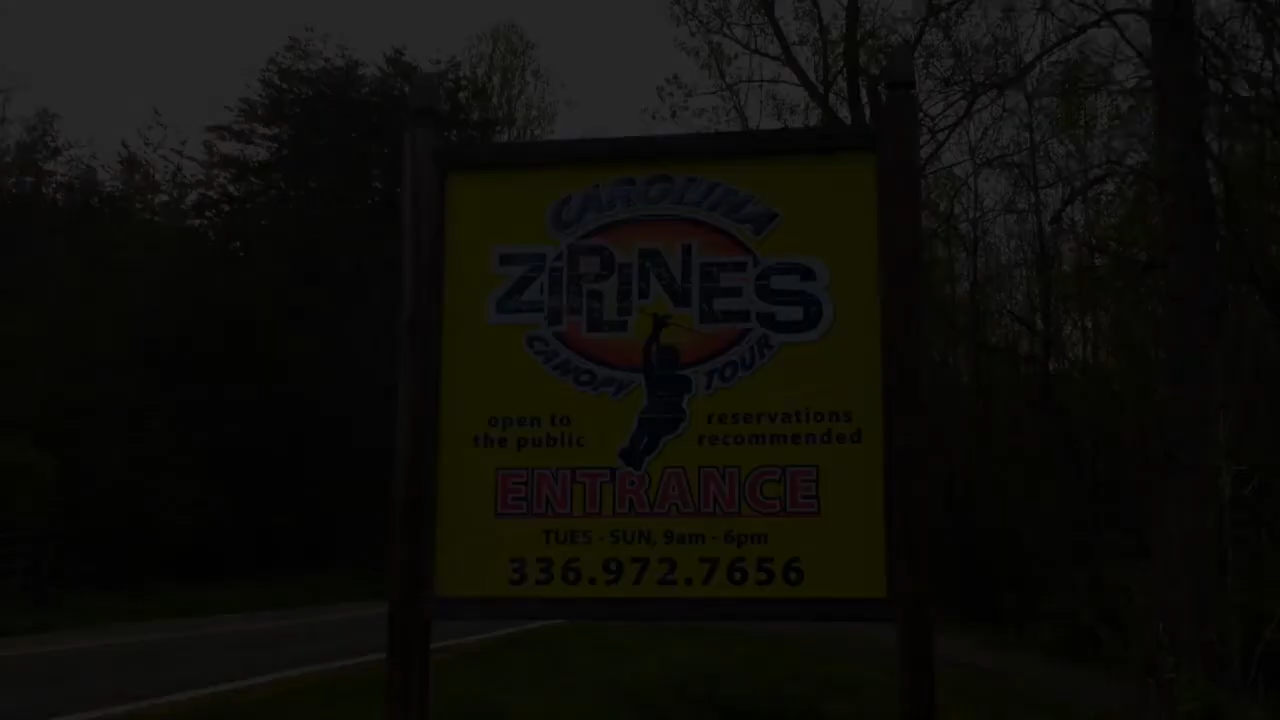 CAROLINA
ZIPLINES
CANOPY TOUR
open to
the public
reservations
recommended
ENTRANCE
TUES - SUN, 9am - 6pm
336.972.7656